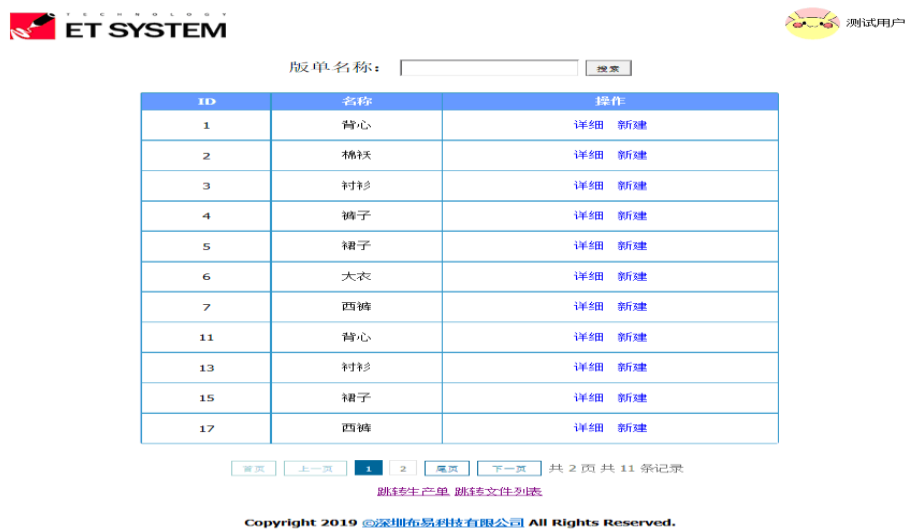 TECHNOLOGY
ET SYSTEM
测试用户
版单名称： 搜索
ID 名称 操作
1 背心 详细 新建
2 棉袄 详细 新建
3 衬衫 详细 新建
4 裤子 详细 新建
5 裙子 详细 新建
6 大衣 详细 新建
7 西裤 详细 新建
11 背心 详细 新建
13 衬衫 详细 新建
15 裙子 详细 新建
17 西裤 详细 新建
首页 上一页 1 2 尾页 下一页 共 2 页 共 11 条记录
跳转生产单 跳转文件列表
Copyright 2019 ©深圳布易科技有限公司 All Rights Reserved.